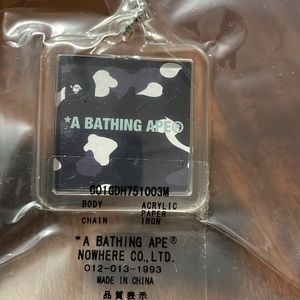 *A BATHING APE®
001GDH751003M
BODY ACRYLIC
PAPER
CHAIN IRON
*A BATHING APE®
NOWHERE CO.,LTD.
012-013-1993
MADE IN CHINA
品質表示